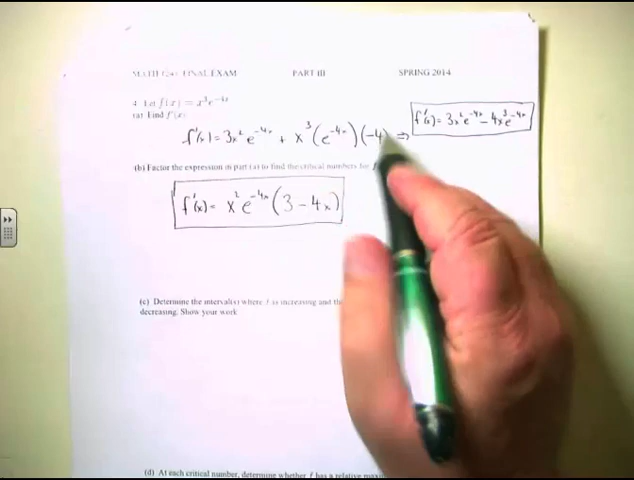 MATH 1241 FINAL EXAM PART III SPRING 2014
4. Let f(x) = x³e^{-4x}
(a) Find f'(x)
f'(x) = 3x²e^{-4x} + x³(e^{-4x})(-4) ⇒
f'(x) = 3x²e^{-4x} - 4x³e^{-4x}
(b) Factor the expression in part (a) to find the critical numbers for
f'(x) = x²e^{-4x}(3 - 4x)
(c) Determine the interval(s) where f is increasing and the
decreasing. Show your work
(d) At each critical number, determine whether f has a relative